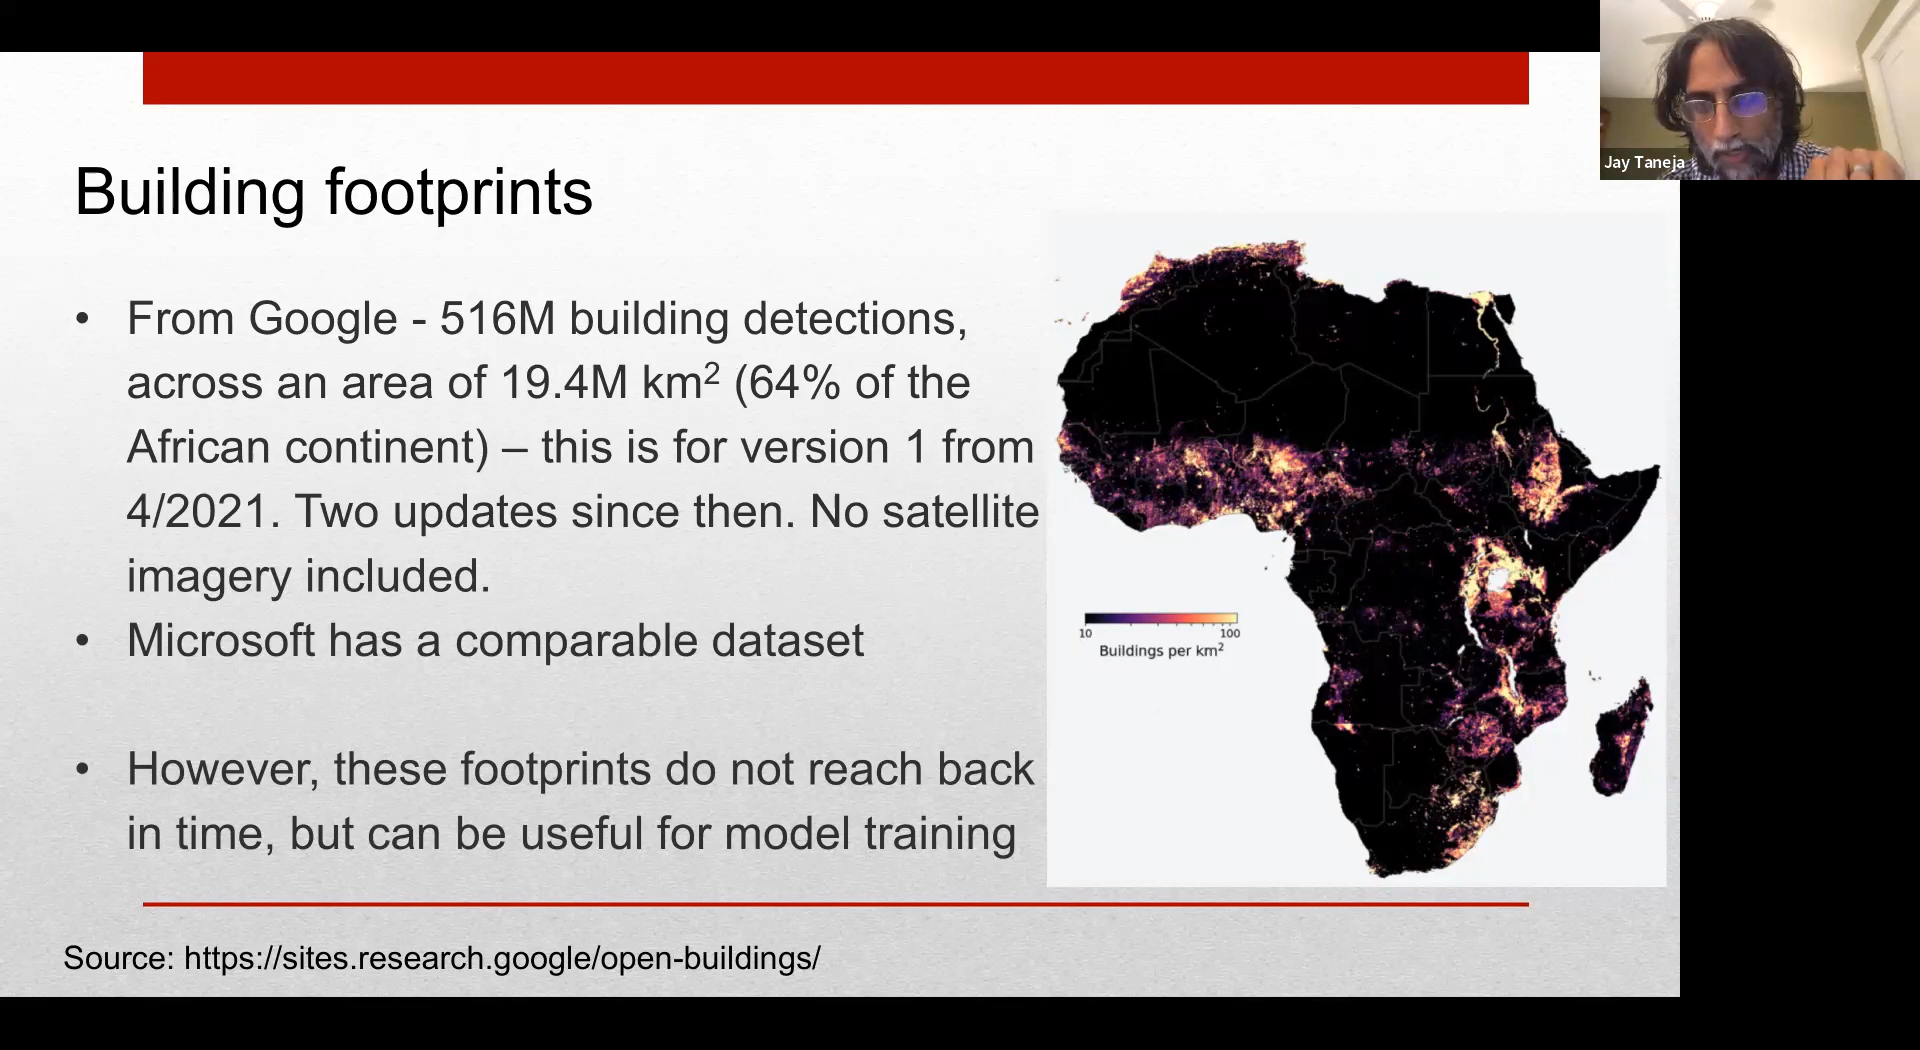 Building footprints
• From Google - 516M building detections,
across an area of 19.4M km² (64% of the
African continent) – this is for version 1 from
4/2021. Two updates since then. No satellite
imagery included.
• Microsoft has a comparable dataset
• However, these footprints do not reach back
in time, but can be useful for model training
10 100
Buildings per km²
Source: https://sites.research.google/open-buildings/
Jay Taneja